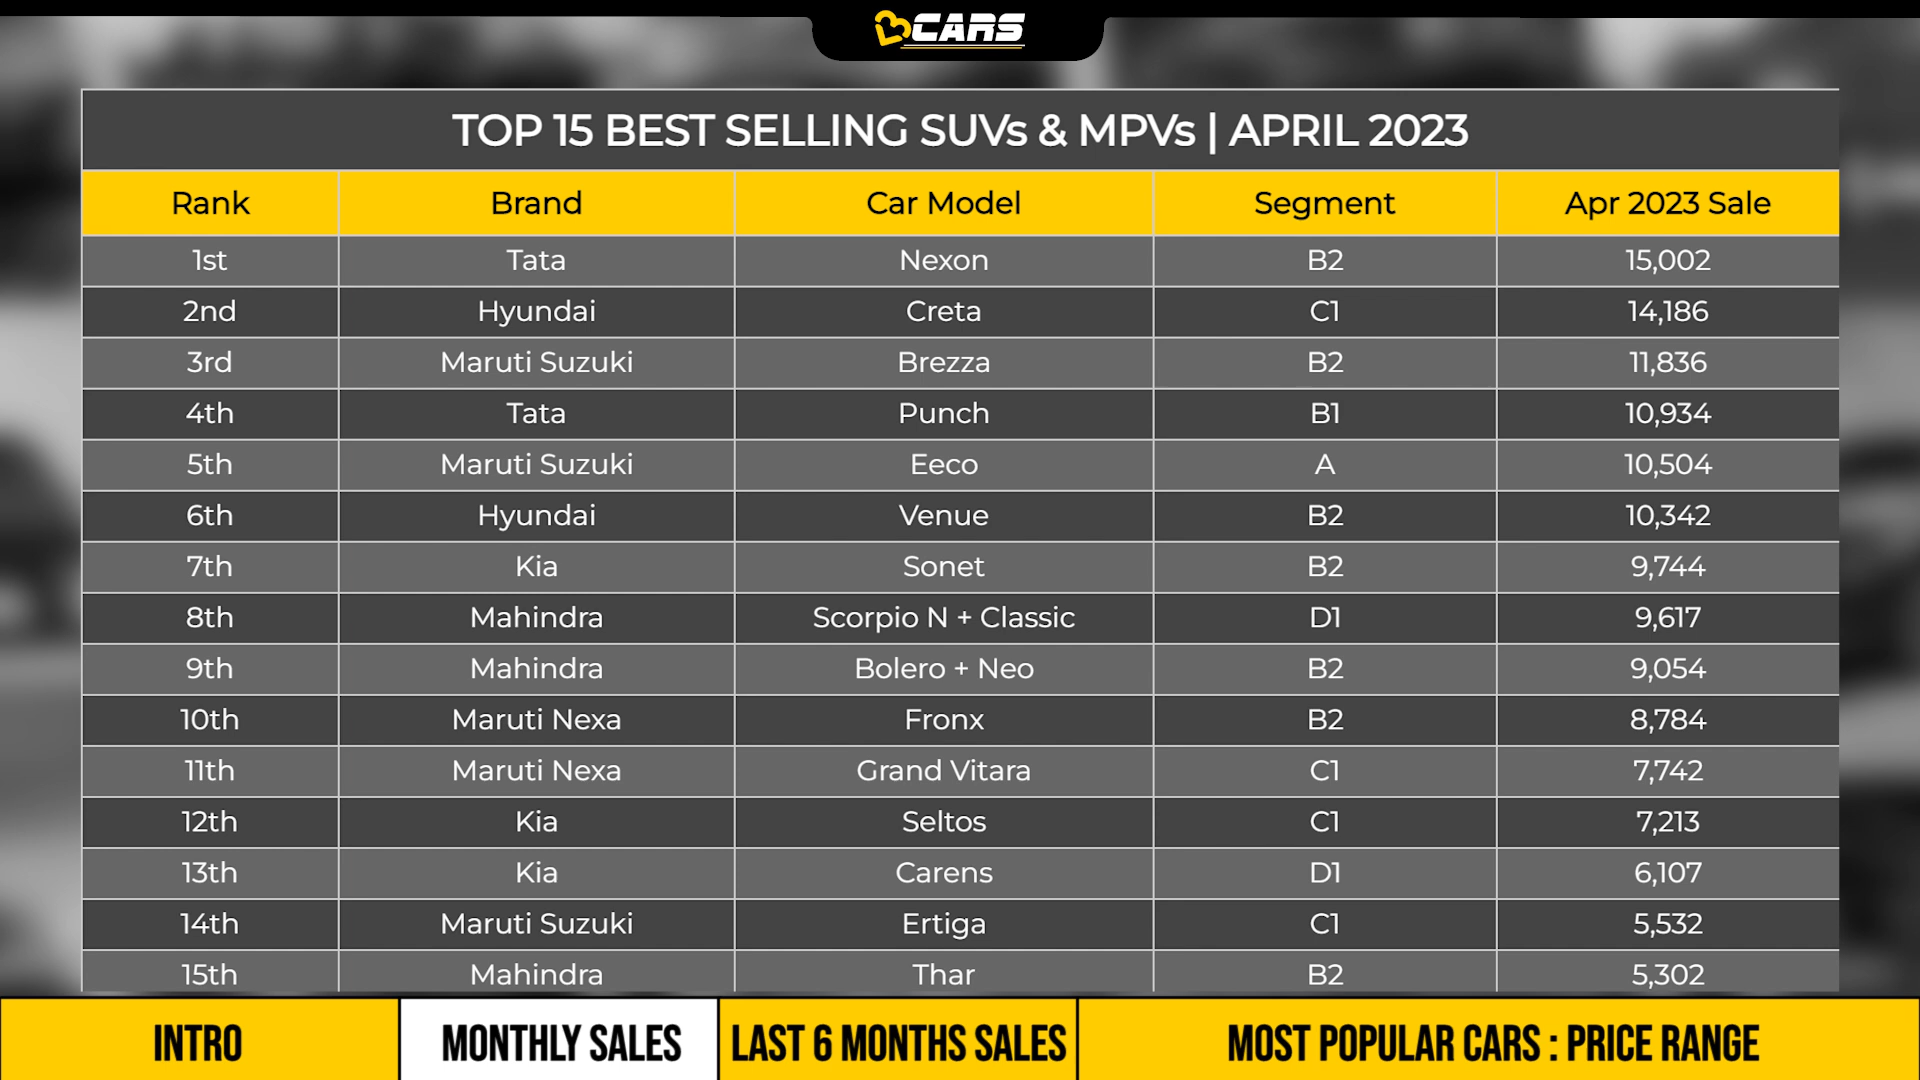 CARS
TOP 15 BEST SELLING SUVs & MPVs | APRIL 2023
Rank Brand Car Model Segment Apr 2023 Sale
1st Tata Nexon B2 15,002
2nd Hyundai Creta C1 14,186
3rd Maruti Suzuki Brezza B2 11,836
4th Tata Punch B1 10,934
5th Maruti Suzuki Eeco A 10,504
6th Hyundai Venue B2 10,342
7th Kia Sonet B2 9,744
8th Mahindra Scorpio N + Classic D1 9,617
9th Mahindra Bolero + Neo B2 9,054
10th Maruti Nexa Fronx B2 8,784
11th Maruti Nexa Grand Vitara C1 7,742
12th Kia Seltos C1 7,213
13th Kia Carens D1 6,107
14th Maruti Suzuki Ertiga C1 5,532
15th Mahindra Thar B2 5,302
INTRO MONTHLY SALES LAST 6 MONTHS SALES MOST POPULAR CARS : PRICE RANGE